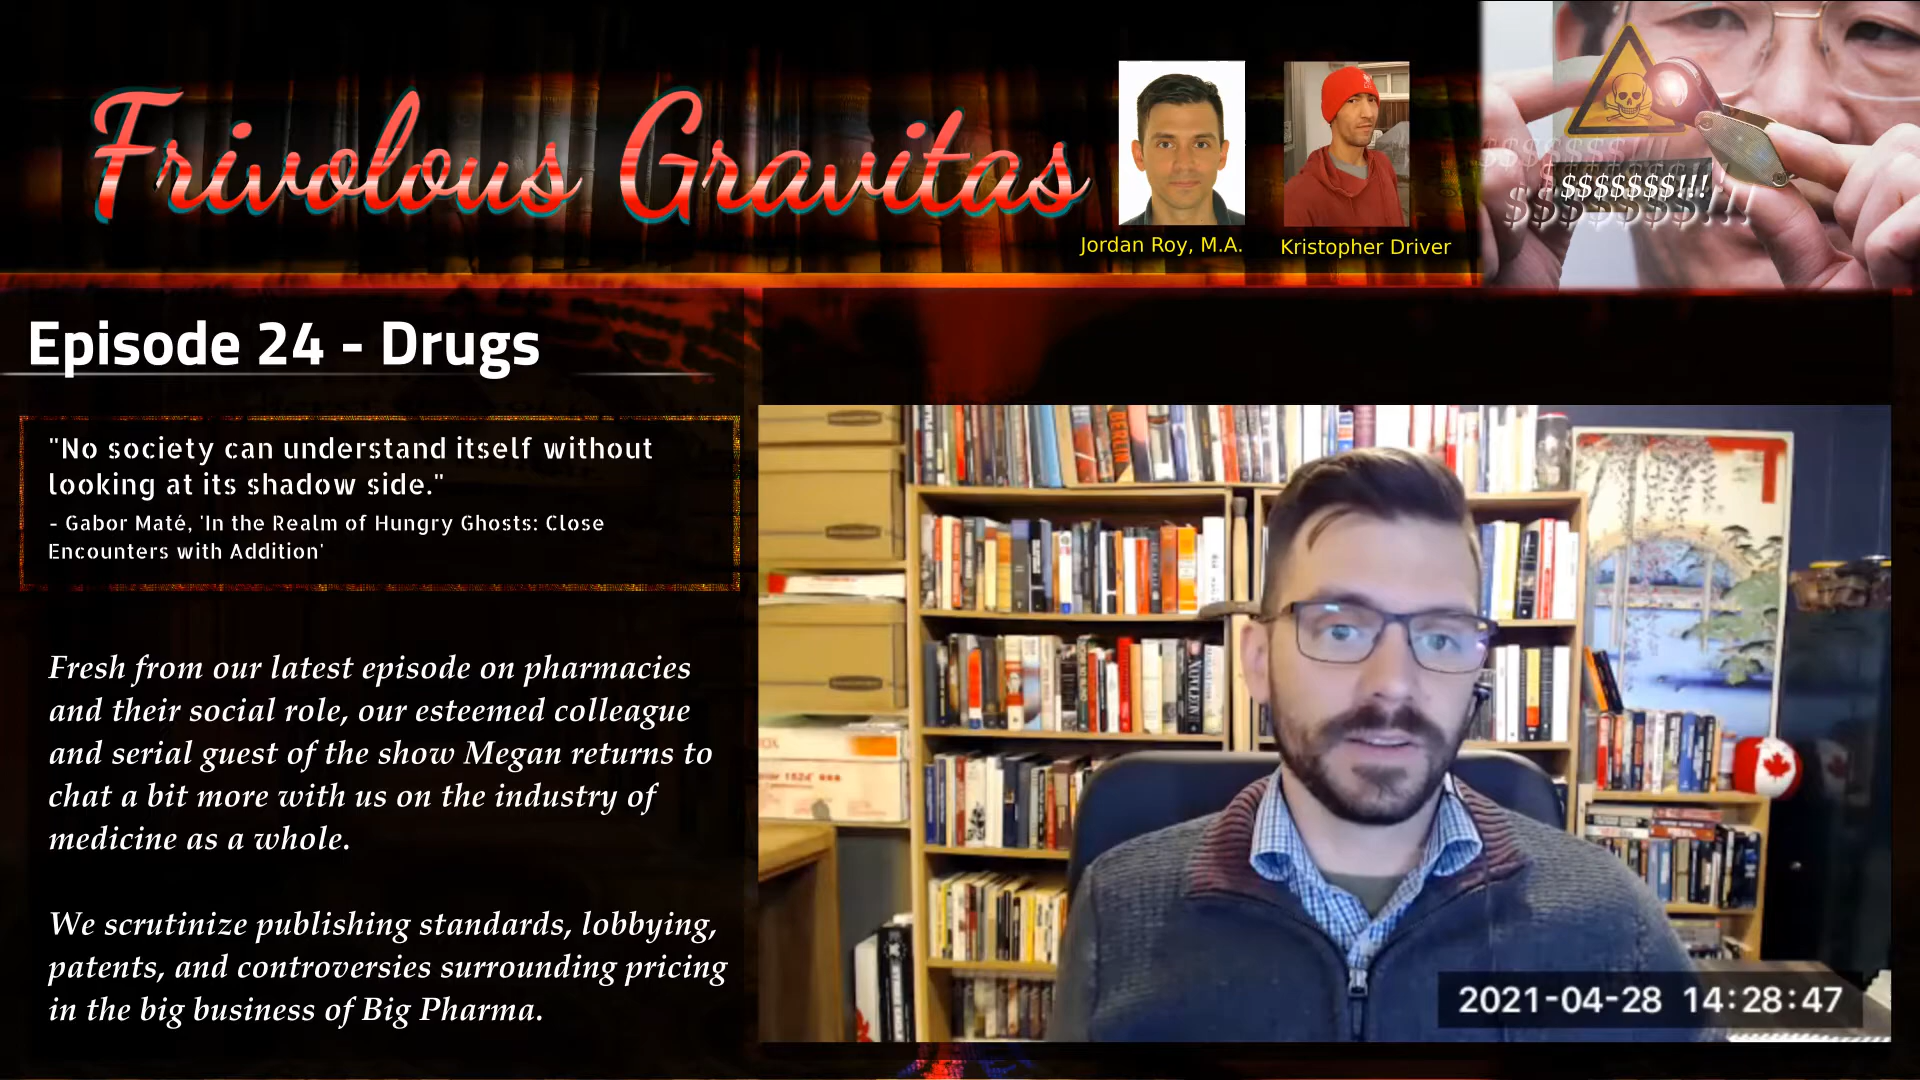 Frivolous Gravitas
Jordan Roy, M.A.
Kristopher Driver
$$$$$$$!!!
Episode 24 - Drugs
"No society can understand itself without
looking at its shadow side."
- Gabor Maté, 'In the Realm of Hungry Ghosts: Close
Encounters with Addition'
Fresh from our latest episode on pharmacies
and their social role, our esteemed colleague
and serial guest of the show Megan returns to
chat a bit more with us on the industry of
medicine as a whole.
We scrutinize publishing standards, lobbying,
patents, and controversies surrounding pricing
in the big business of Big Pharma.
BERLIN
2021-04-28 14:28:47